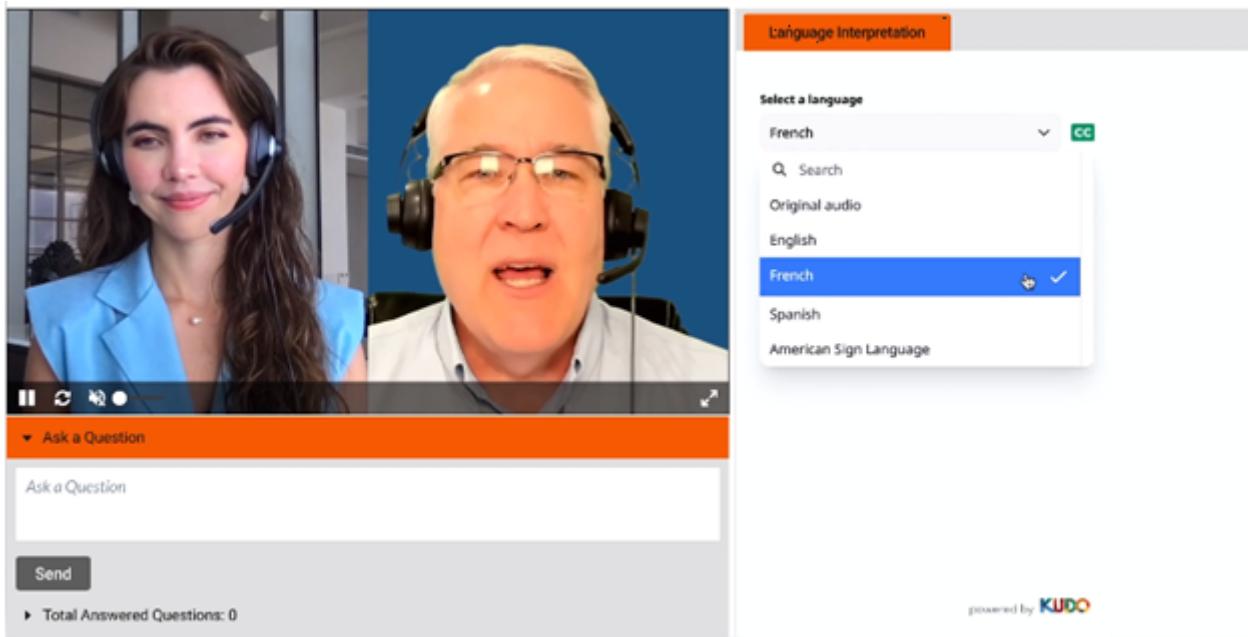 Language Interpretation
Select a language
French
CC
Search
Original audio
English
French
Spanish
American Sign Language
Ask a Question
Ask a Question
Send
Total Answered Questions: 0
powered by KUDO